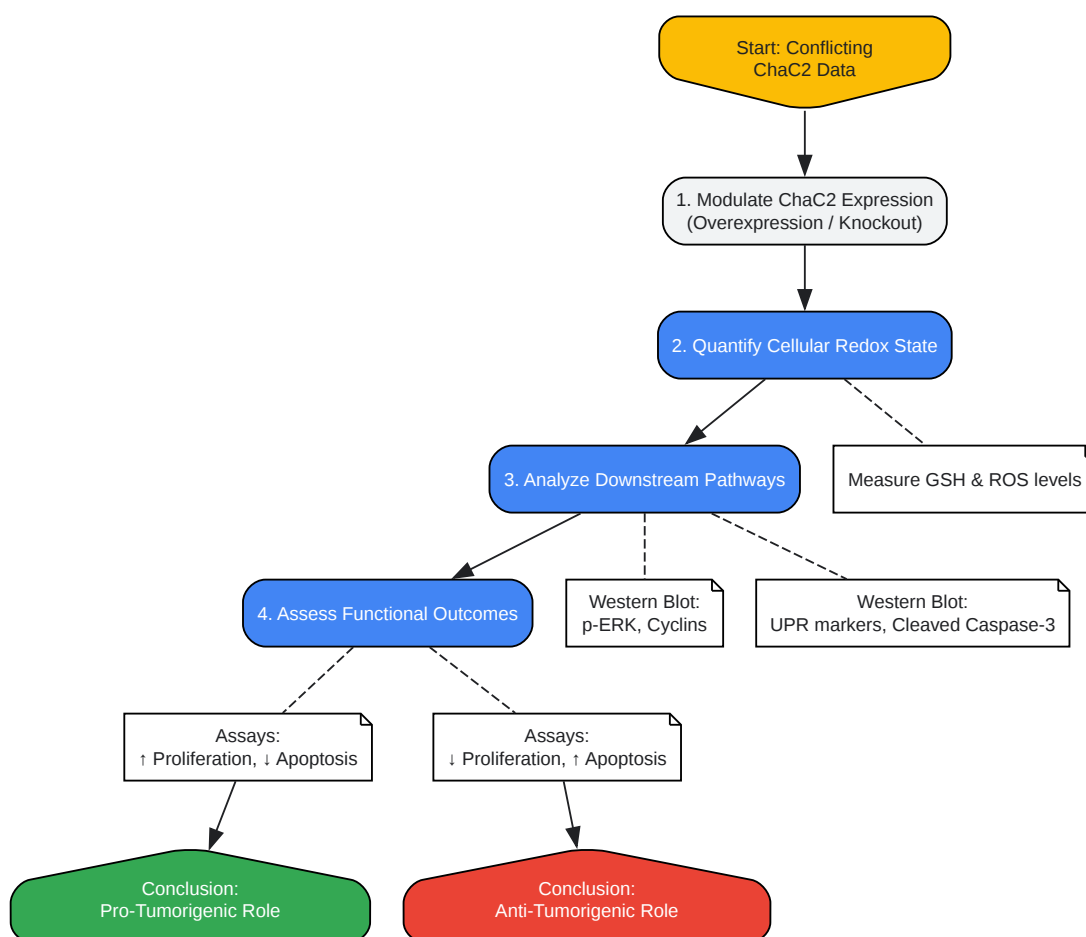 Start: Conflicting
ChaC2 Data
1. Modulate ChaC2 Expression
(Overexpression / Knockout)
2. Quantify Cellular Redox State
3. Analyze Downstream Pathways
Measure GSH & ROS levels
4. Assess Functional Outcomes
Western Blot:
p-ERK, Cyclins
Western Blot:
UPR markers, Cleaved Caspase-3
Assays:
↑ Proliferation, ↓ Apoptosis
Assays:
↓ Proliferation, ↑ Apoptosis
Conclusion:
Pro-Tumorigenic Role
Conclusion:
Anti-Tumorigenic Role